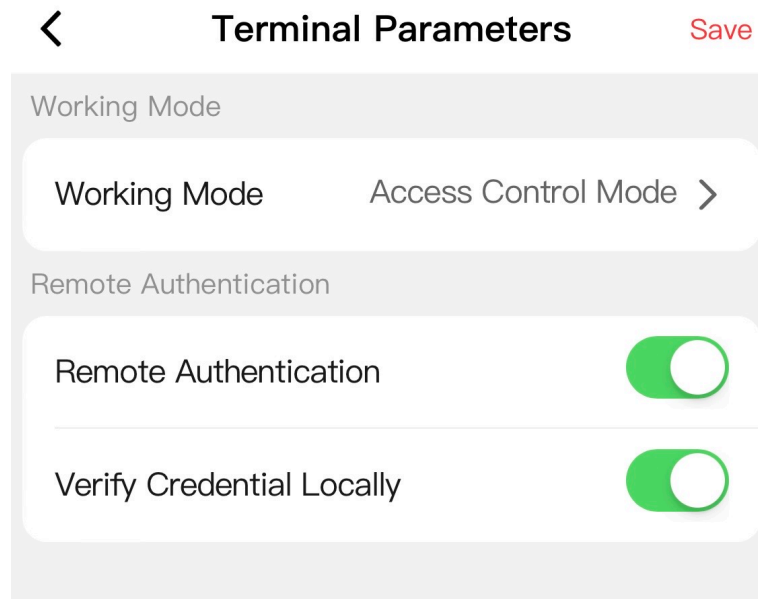 Terminal Parameters Save
Working Mode
Working Mode Access Control Mode
Remote Authentication
Remote Authentication
Verify Credential Locally